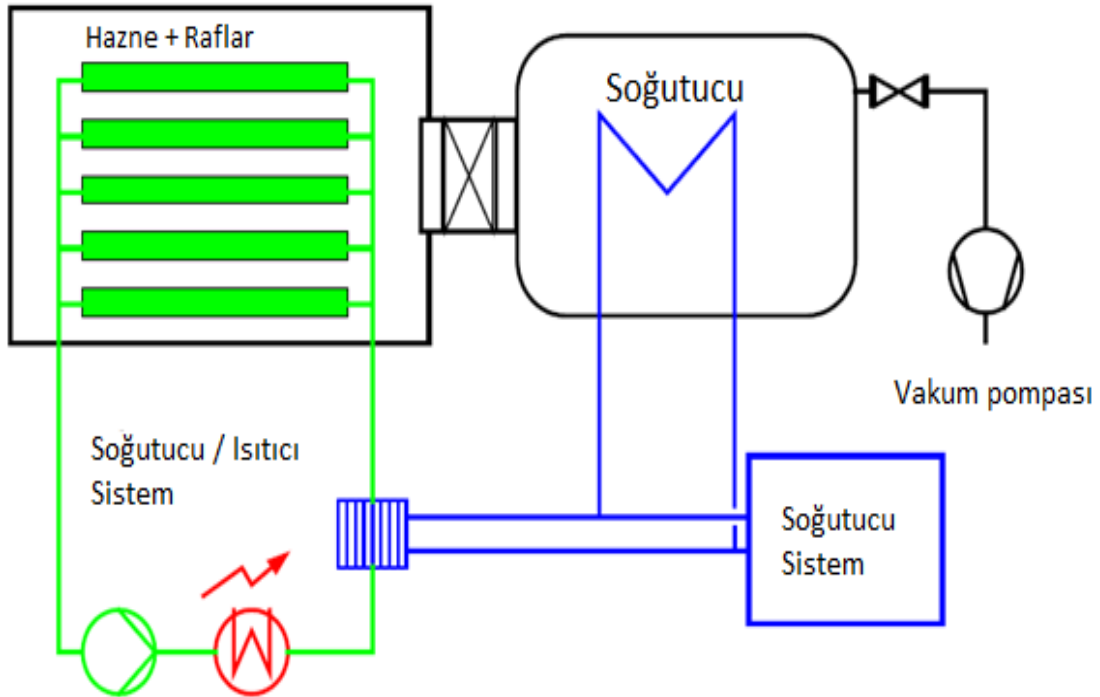 Hazne + Raflar
Soğutucu
Vakum pompası
Soğutucu / Isıtıcı
Sistem
Soğutucu
Sistem